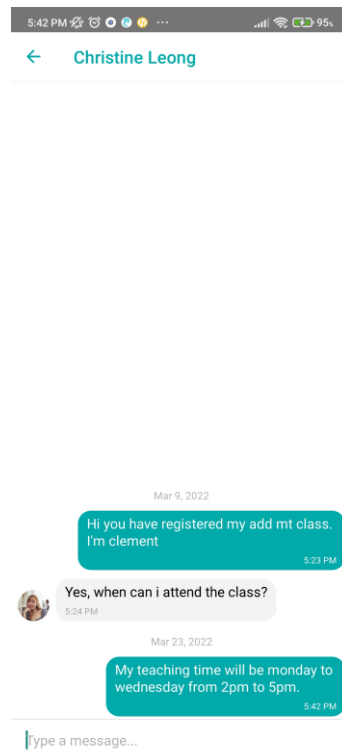 5:42 PM ... 95%
Christine Leong
Mar 9, 2022
Hi you have registered my add mt class.
I'm clement
5:23 PM
Yes, when can i attend the class?
5:24 PM
Mar 23, 2022
My teaching time will be monday to
wednesday from 2pm to 5pm.
5:42 PM
Type a message...